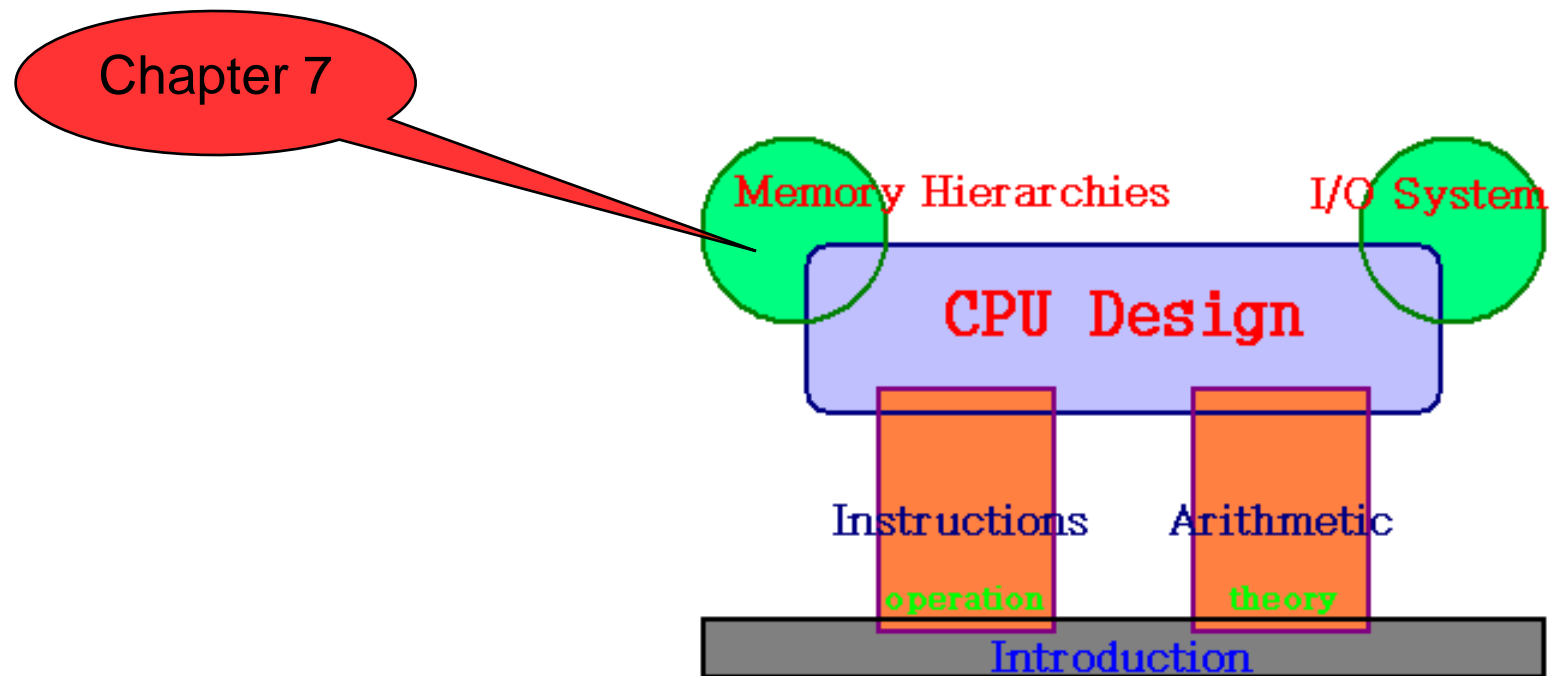 Chapter 7
Memory Hierarchies
I/O System
CPU Design
Instructions
Arithmetic
operation
theory
Introduction